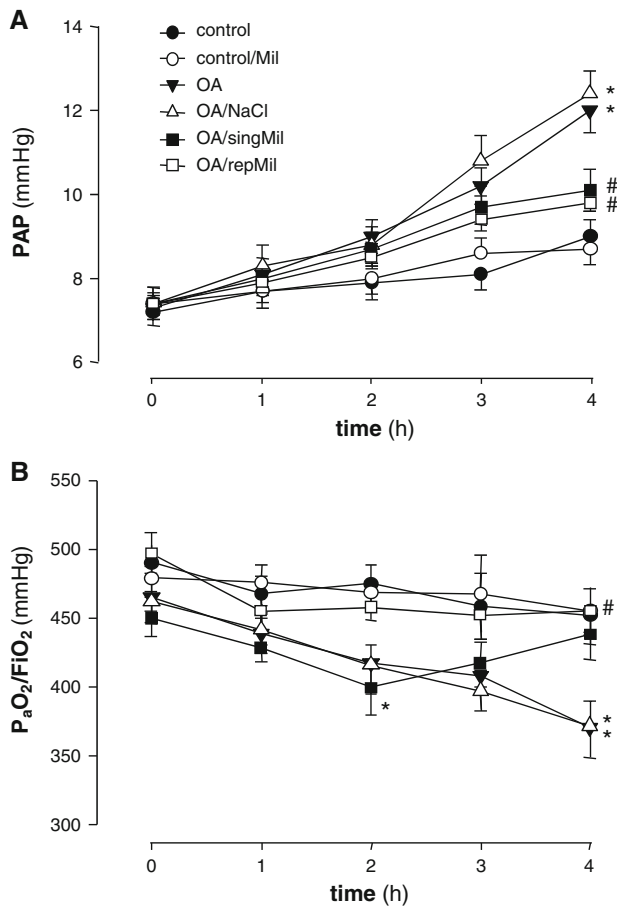 A
control
control/Mil
OA
OA/NaCl
OA/singMil
OA/repMil
PAP (mmHg)
14
12
10
8
6
*
*
#
#
0 1 2 3 4
time (h)
B
PaO2/FiO2 (mmHg)
550
500
450
400
350
300
*
#
*
*
0 1 2 3 4
time (h)